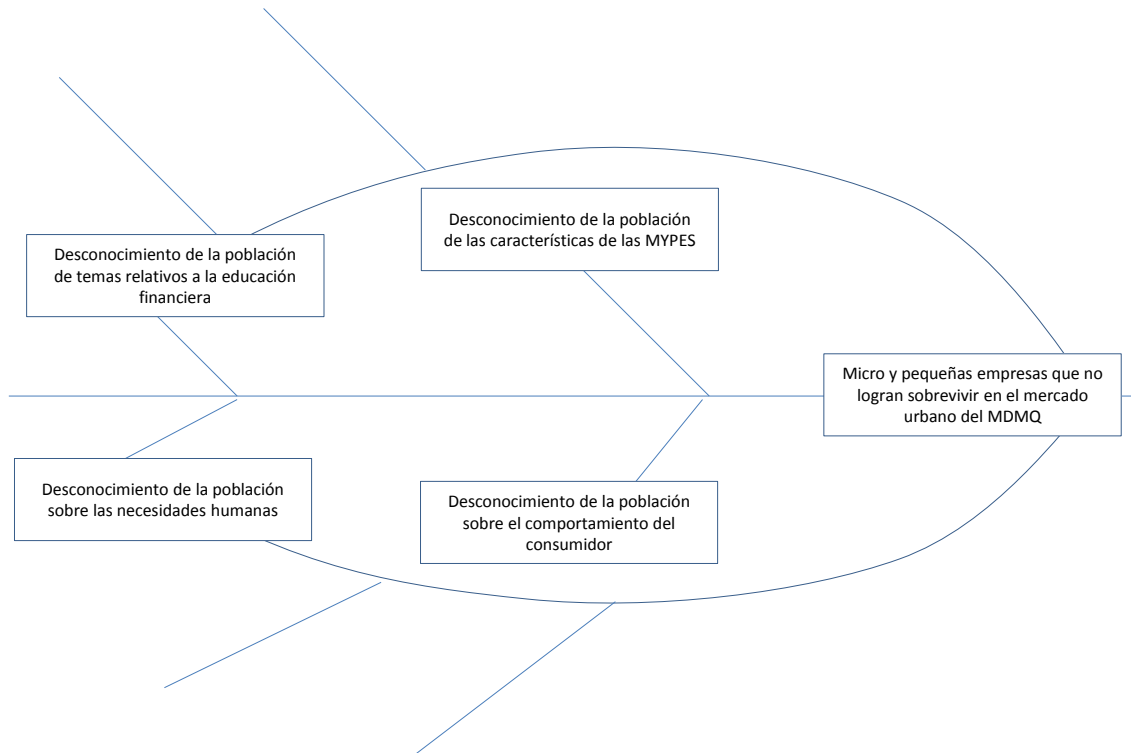 Desconocimiento de la población
de las características de las MYPES
Desconocimiento de la población
de temas relativos a la educación
financiera
Micro y pequeñas empresas que no
logran sobrevivir en el mercado
urbano del MDMQ
Desconocimiento de la población
sobre las necesidades humanas
Desconocimiento de la población
sobre el comportamiento del
consumidor